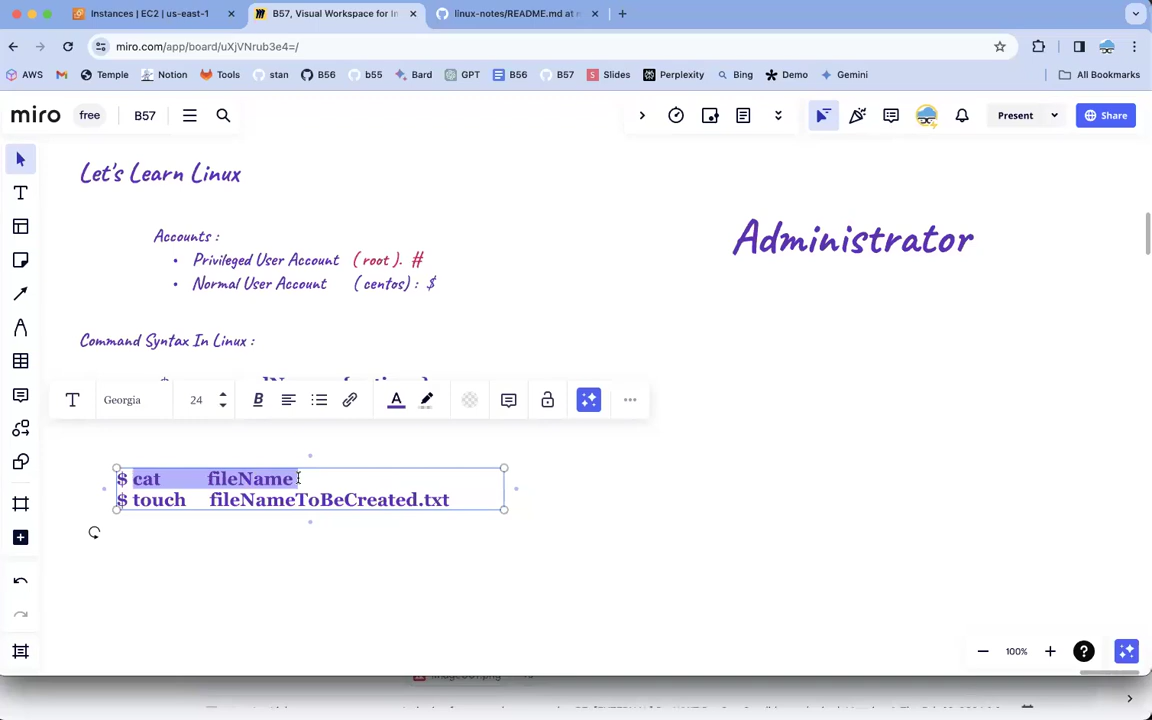 Instances | EC2 | us-east-1
B57, Visual Workspace for In
linux-notes/README.md at m
miro.com/app/board/uXjVNrub3e4=/
AWS
Temple
Notion
Tools
stan
B56
b55
Bard
GPT
B56
B57
Slides
Perplexity
Bing
Demo
Gemini
All Bookmarks
miro
free
B57
Present
Share
Let's Learn Linux
Administrator
Accounts :
• Privileged User Account ( root ). #
• Normal User Account ( centos) : $
Command Syntax In Linux :
Georgia
24
$ cat fileName
$ touch fileNameToBeCreated.txt
100%